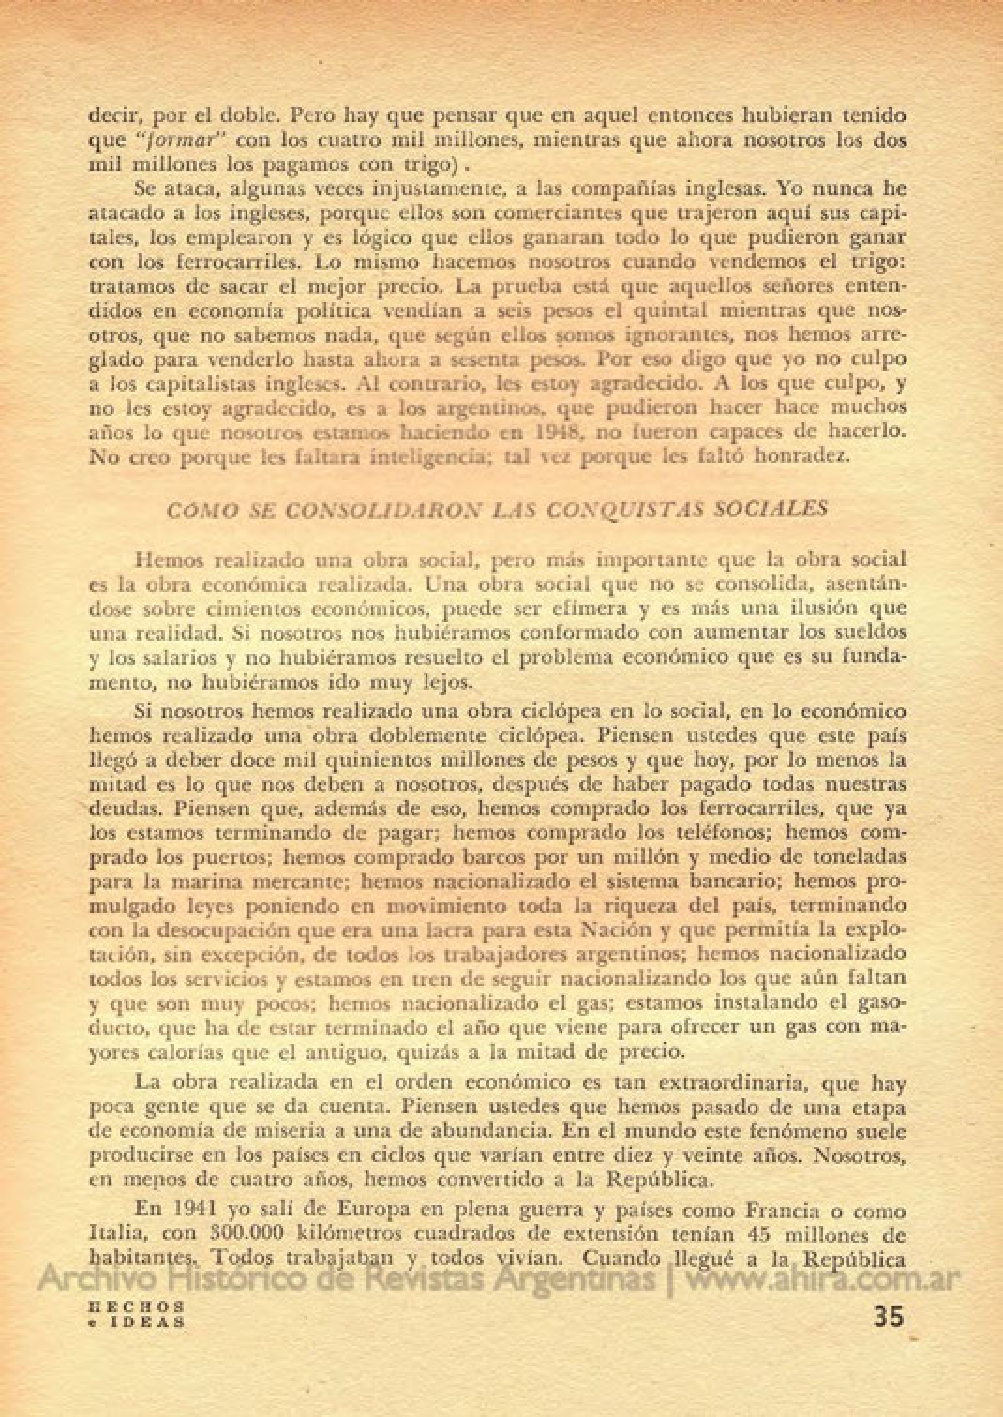 decir, por el doble. Pero hay que pensar que en aquel entonces hubieran tenido
que "formar" con los cuatro mil millones, mientras que ahora nosotros los dos
mil millones los pagamos con trigo) .
Se ataca, algunas veces injustamente, a las compañías inglesas. Yo nunca he
atacado a los ingleses, porque ellos son comerciantes que trajeron aquí sus capi-
tales, los emplearon y es lógico que ellos ganaran todo lo que pudieron ganar
con los ferrocarriles. Lo mismo hacemos nosotros cuando vendemos el trigo:
tratamos de sacar el mejor precio. La prueba está que aquellos señores enten-
didos en economía política vendían a seis pesos el quintal mientras que nos-
otros, que no sabemos nada, que según ellos somos ignorantes, nos hemos arre-
glado para venderlo hasta ahora a sesenta pesos. Por eso digo que yo no culpo
a los capitalistas ingleses. Al contrario, les estoy agradecido. A los que culpo, y
no les estoy agradecido, es a los argentinos, que pudieron hacer hace muchos
años lo que nosotros estamos haciendo en 1948, no fueron capaces de hacerlo.
No creo porque les faltara inteligencia; tal vez porque les faltó honradez.
COMO SE CONSOLIDARON LAS CONQUISTAS SOCIALES
Hemos realizado una obra social, pero más importante que la obra social
es la obra económica realizada. Una obra social que no se consolida, asentán-
dose sobre cimientos económicos, puede ser efímera y es más una ilusión que
una realidad. Si nosotros nos hubiéramos conformado con aumentar los sueldos
y los salarios y no hubiéramos resuelto el problema económico que es su funda-
mento, no hubiéramos ido muy lejos.
Si nosotros hemos realizado una obra ciclópea en lo social, en lo económico
hemos realizado una obra doblemente ciclópea. Piensen ustedes que este país
llegó a deber doce mil quinientos millones de pesos y que hoy, por lo menos la
mitad es lo que nos deben a nosotros, después de haber pagado todas nuestras
deudas. Piensen que, además de eso, hemos comprado los ferrocarriles, que ya
los estamos terminando de pagar; hemos comprado los teléfonos; hemos com-
prado los puertos; hemos comprado barcos por un millón y medio de toneladas
para la marina mercante; hemos nacionalizado el sistema bancario; hemos pro-
mulgado leyes poniendo en movimiento toda la riqueza del país, terminando
con la desocupación que era una lacra para esta Nación y que permitía la explo-
tación, sin excepción, de todos los trabajadores argentinos; hemos nacionalizado
todos los servicios y estamos en tren de seguir nacionalizando los que aún faltan
y que son muy pocos; hemos nacionalizado el gas; estamos instalando el gaso-
ducto, que ha de estar terminado el año que viene para ofrecer un gas con ma-
yores calorías que el antiguo, quizás a la mitad de precio.
La obra realizada en el orden económico es tan extraordinaria, que hay
poca gente que se da cuenta. Piensen ustedes que hemos pasado de una etapa
de economía de miseria a una de abundancia. En el mundo este fenómeno suele
producirse en los países en ciclos que varían entre diez y veinte años. Nosotros,
en menos de cuatro años, hemos convertido a la República.
En 1941 yo salí de Europa en plena guerra y países como Francia o como
Italia, con 300.000 kilómetros cuadrados de extensión tenían 45 millones de
habitantes. Todos trabajaban y todos vivían. Cuando llegué a la República
Archivo Histórico de Revistas Argentinas | www.ahira.com.ar
HECHOS
e IDEAS
35